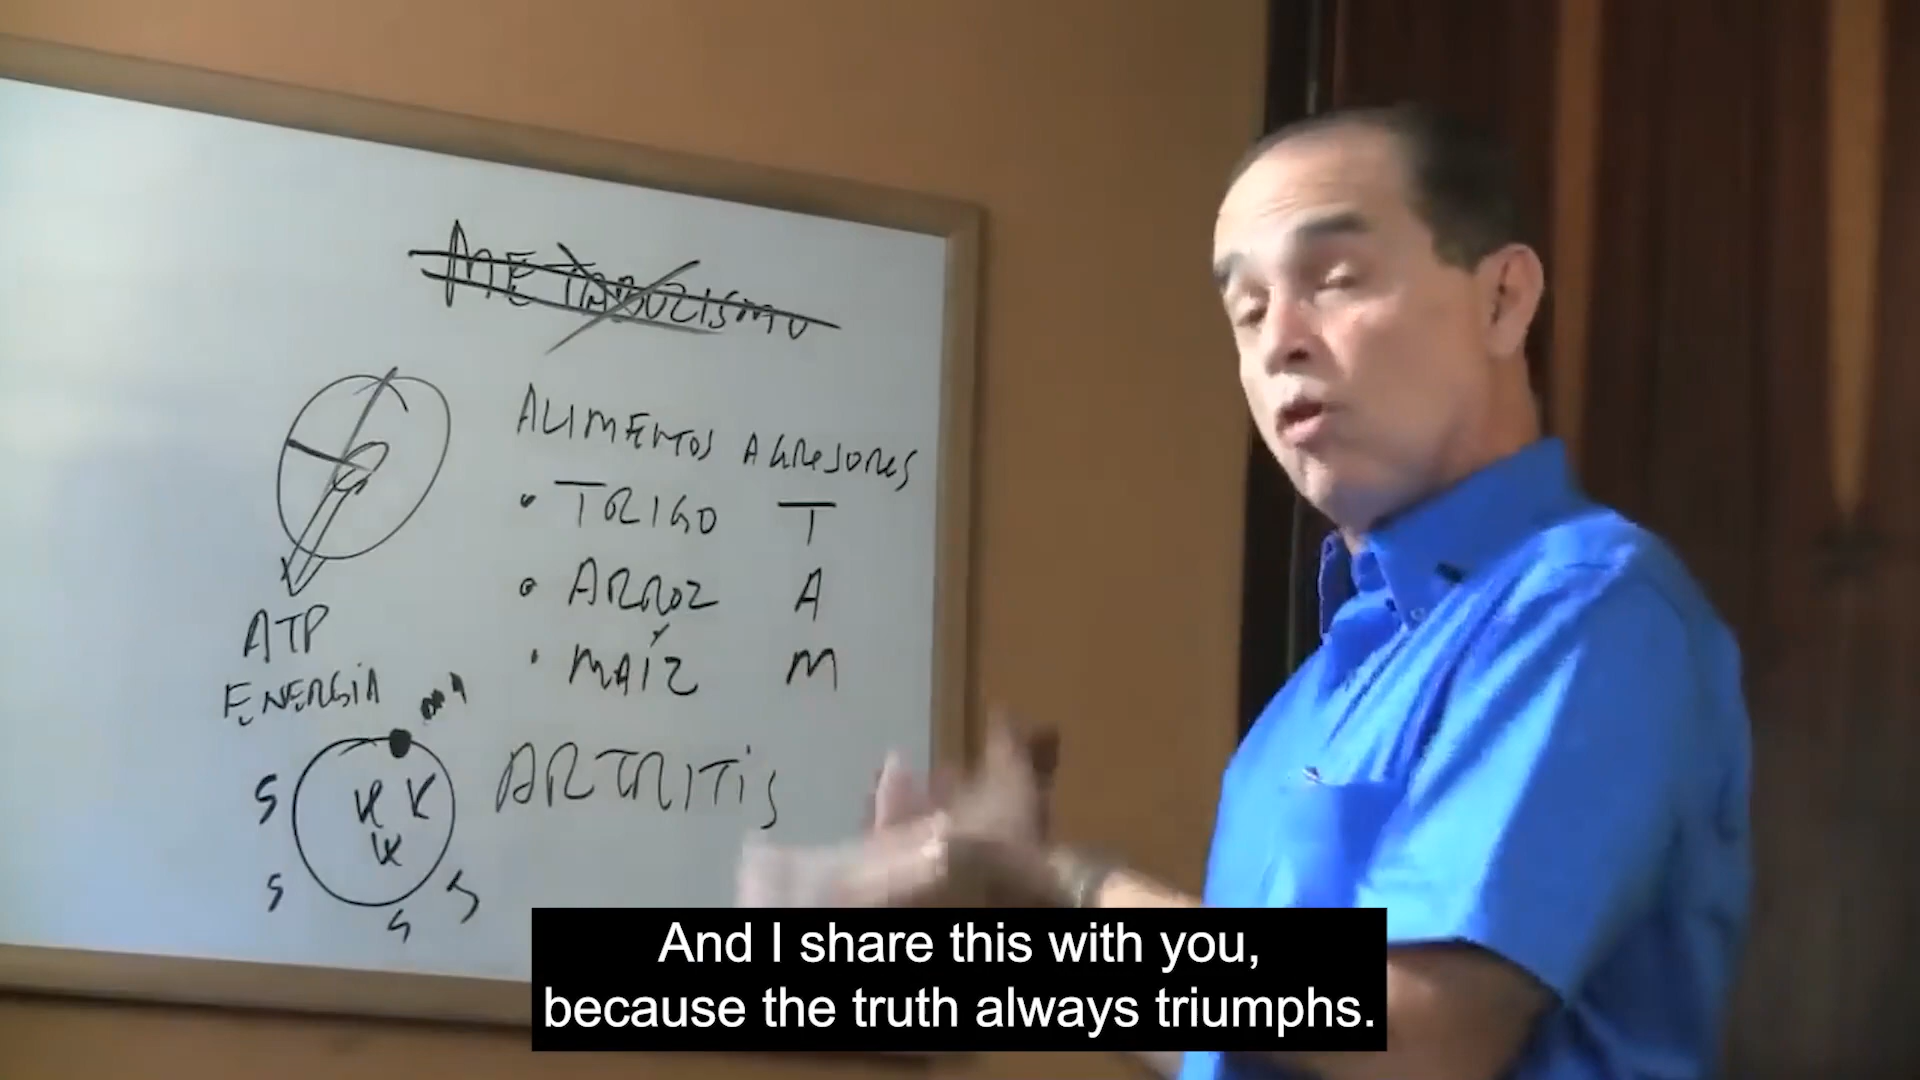 METABOLISMO
ALIMENTOS AGRESORES
• TRIGO T
• ARROZ A
• MAÍZ M
ATP
ENERGIA
ARTRITIS
S
K K
K
S
S
S
And I share this with you,
because the truth always triumphs.